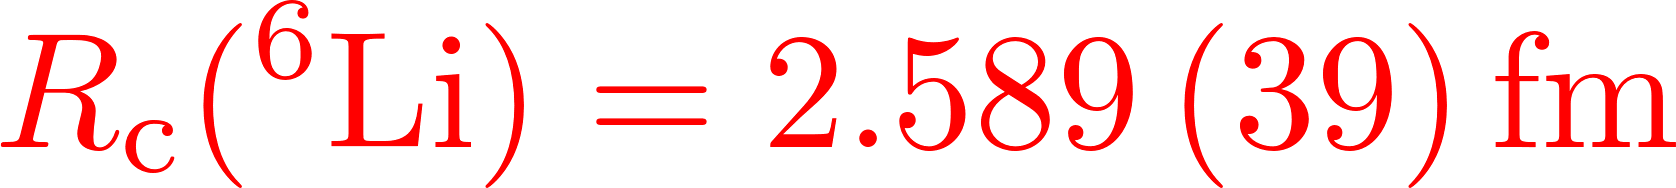 R_c(⁶Li) = 2.589 (39) fm